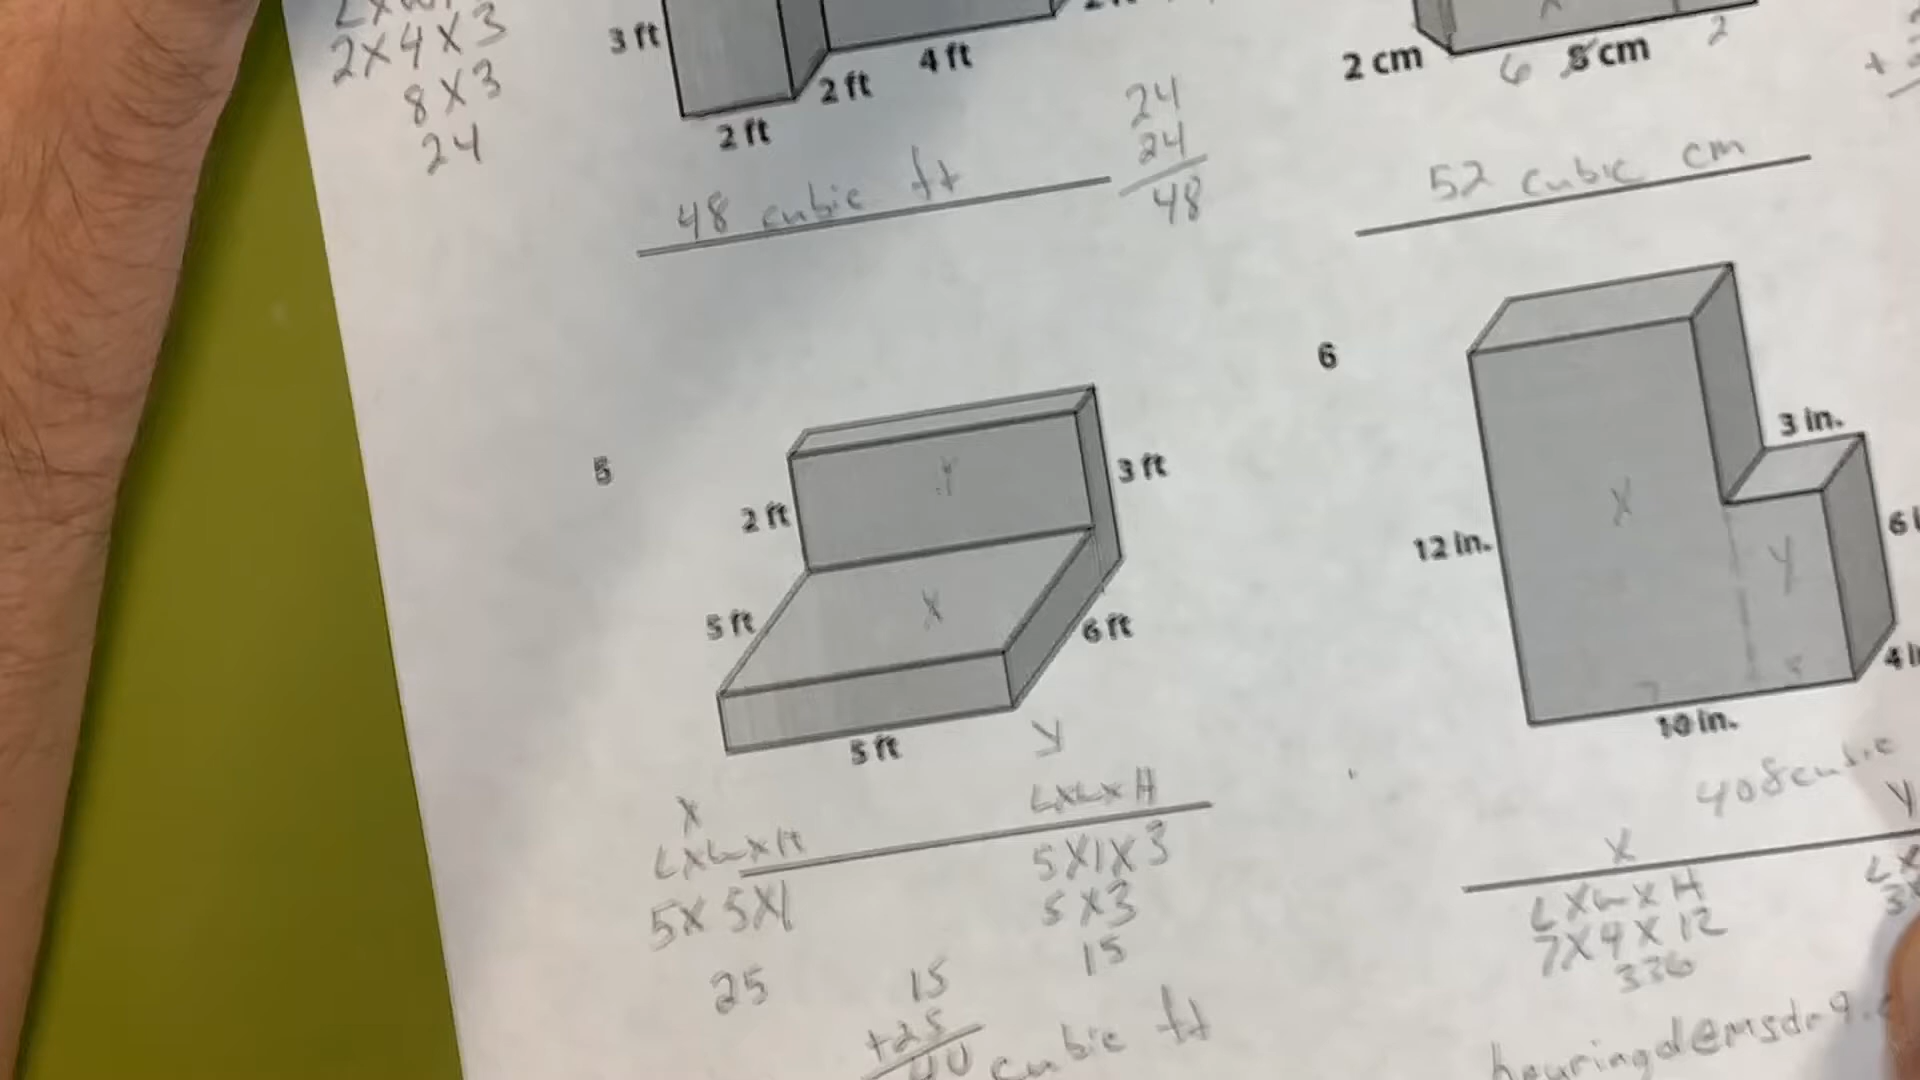 2X4X3
8X3
24
3 ft
2 ft
2 ft
4 ft
24
24
48
48 cubic ft
2 cm
6 8 cm
2
+
52 cubic cm
5
2 ft
Y
3 ft
5 ft
X
6 ft
5 ft
X
LXWXH
5X5X1
25
Y
LXWXH
5X1X3
5X3
15
15
+25
40 cubic ft
6
3 in.
X
12 in.
Y
10 in.
408 cubic
X
LXWXH
7X4X12
336
Y